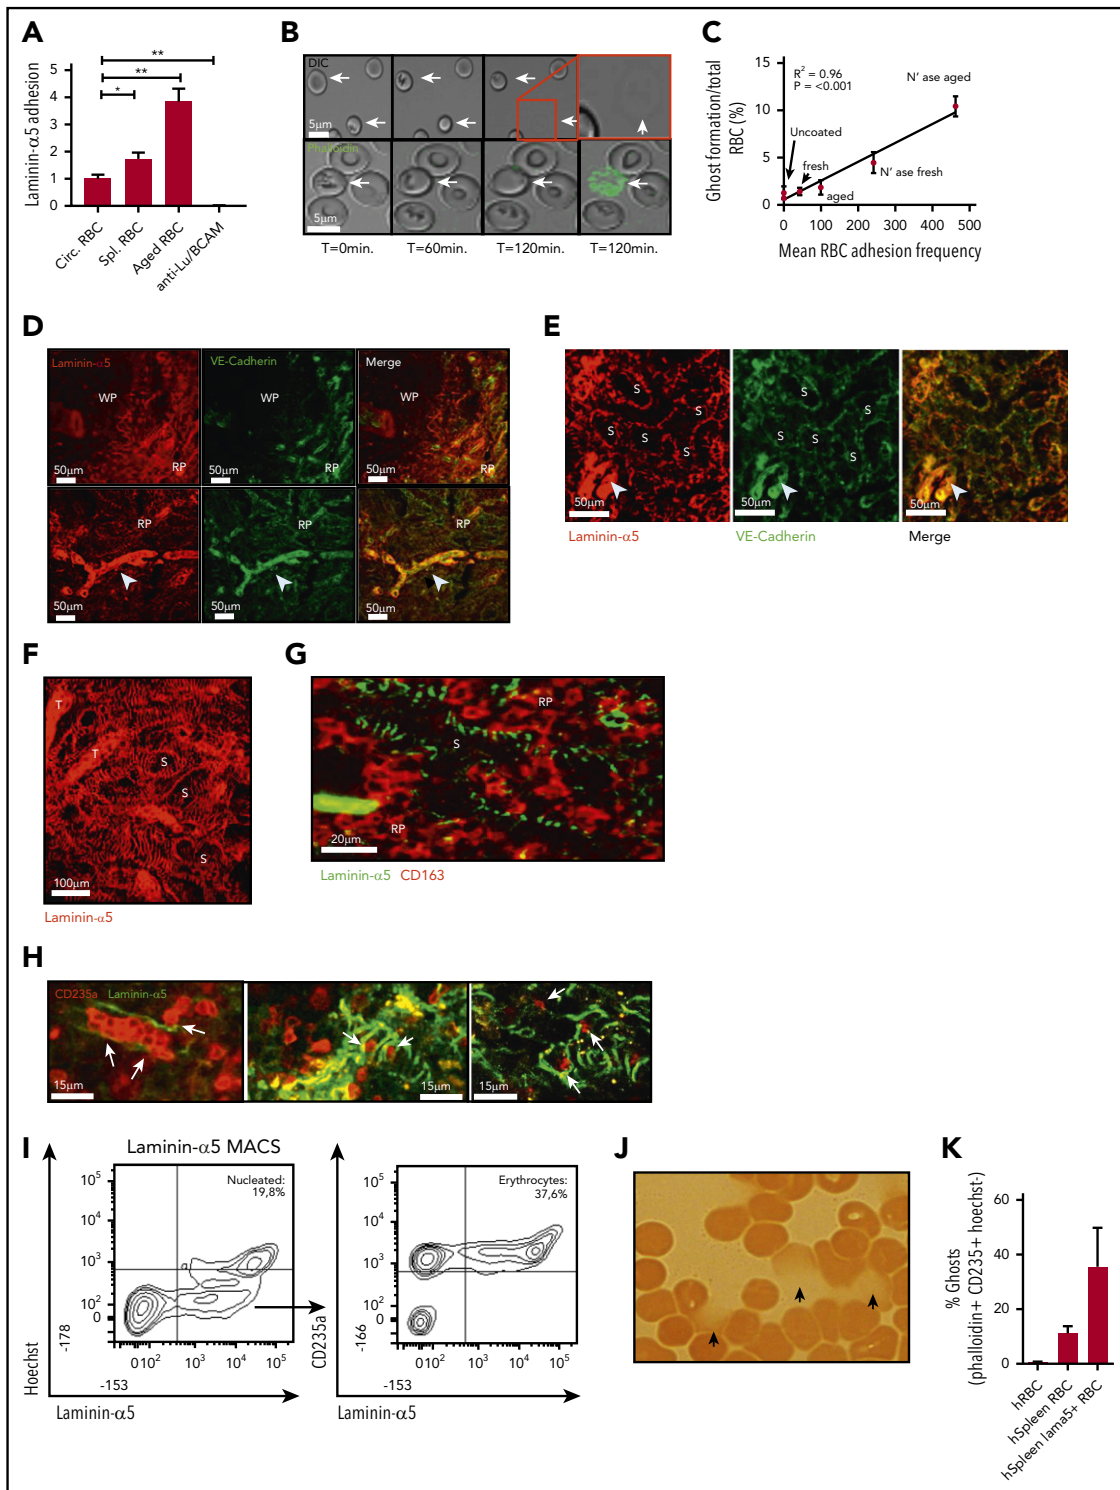 A
Laminin-α5 adhesion
5
4
3
2
1
0
**
**
*
Circ. RBC
Spl. RBC
Aged RBC
anti-Lu/BCAM
B
DIC
5μm
Phalloidin
5μm
T=0min.
T=60min.
T=120min.
T=120min.
C
Ghost formation/total
RBC (%)
15
10
5
0
R² = 0.96
P = <0.001
N' ase aged
Uncoated
fresh
N' ase fresh
aged
0 100 200 300 400 500
Mean RBC adhesion frequency
D
Laminin-α5
VE-Cadherin
Merge
WP
WP
WP
RP
RP
RP
50μm
50μm
50μm
RP
RP
RP
50μm
50μm
50μm
E
S
S
S
S
S
S
S
S
S
S
50μm
50μm
50μm
Laminin-α5
VE-Cadherin
Merge
F
T
T
S
S
S
100μm
Laminin-α5
G
RP
S
RP
20μm
Laminin-α5 CD163
H
CD235a Laminin-α5
15μm
15μm
15μm
I
Laminin-α5 MACS
Nucleated:
19,8%
10⁵
10⁴
10³
10²
0
-178
Hoechst
0 10² 10³ 10⁴ 10⁵
-153
Laminin-α5
Erythrocytes:
37,6%
10⁵
10⁴
10³
10²
0
-166
CD235a
0 10² 10³ 10⁴ 10⁵
-153
Laminin-α5
J
K
% Ghosts
(phalloidin+ CD235+ hoechst-)
60
40
20
0
hRBC
hSpleen RBC
hSpleen lama5+ RBC